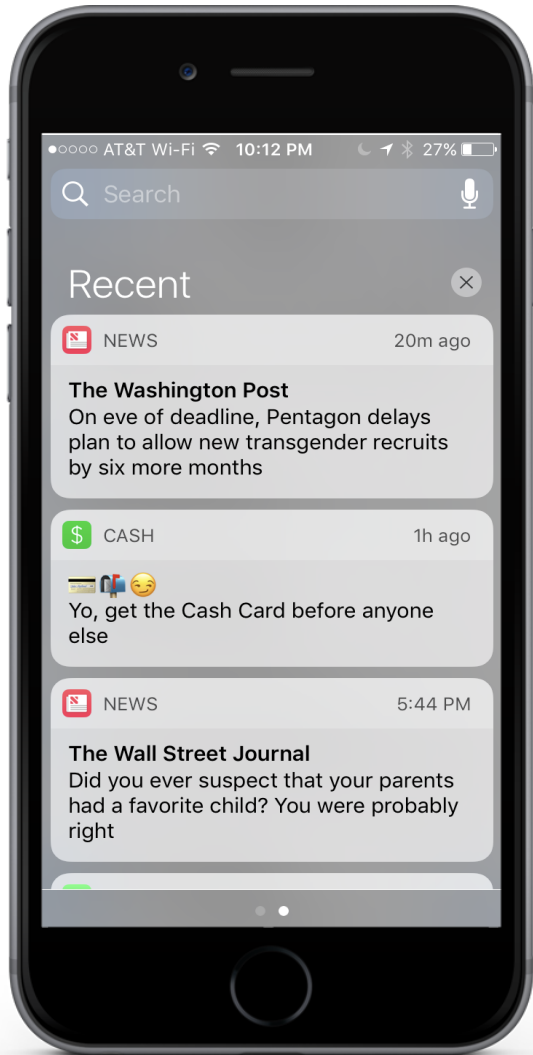 AT&T Wi-Fi 10:12 PM 27%
Search
Recent
NEWS 20m ago
The Washington Post
On eve of deadline, Pentagon delays
plan to allow new transgender recruits
by six more months
$ CASH 1h ago
💳📬😏
Yo, get the Cash Card before anyone
else
NEWS 5:44 PM
The Wall Street Journal
Did you ever suspect that your parents
had a favorite child? You were probably
right